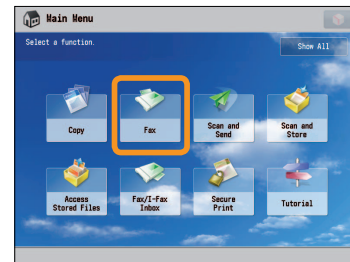 Main Menu
Select a function.
Show All
Copy
Fax
Scan and
Send
Scan and
Store
Access
Stored Files
Fax/I-Fax
Inbox
Secure
Print
Tutorial